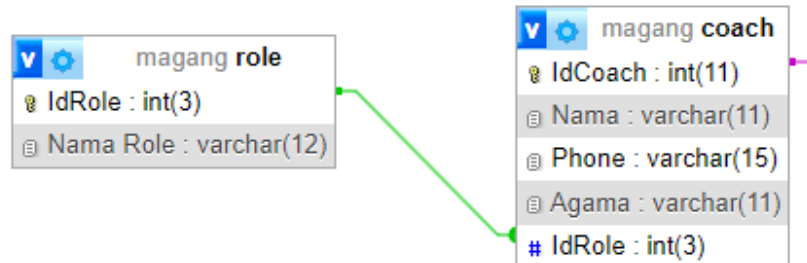 v magang role
IdRole : int(3)
Nama Role : varchar(12)
v magang coach
IdCoach : int(11)
Nama : varchar(11)
Phone : varchar(15)
Agama : varchar(11)
# IdRole : int(3)